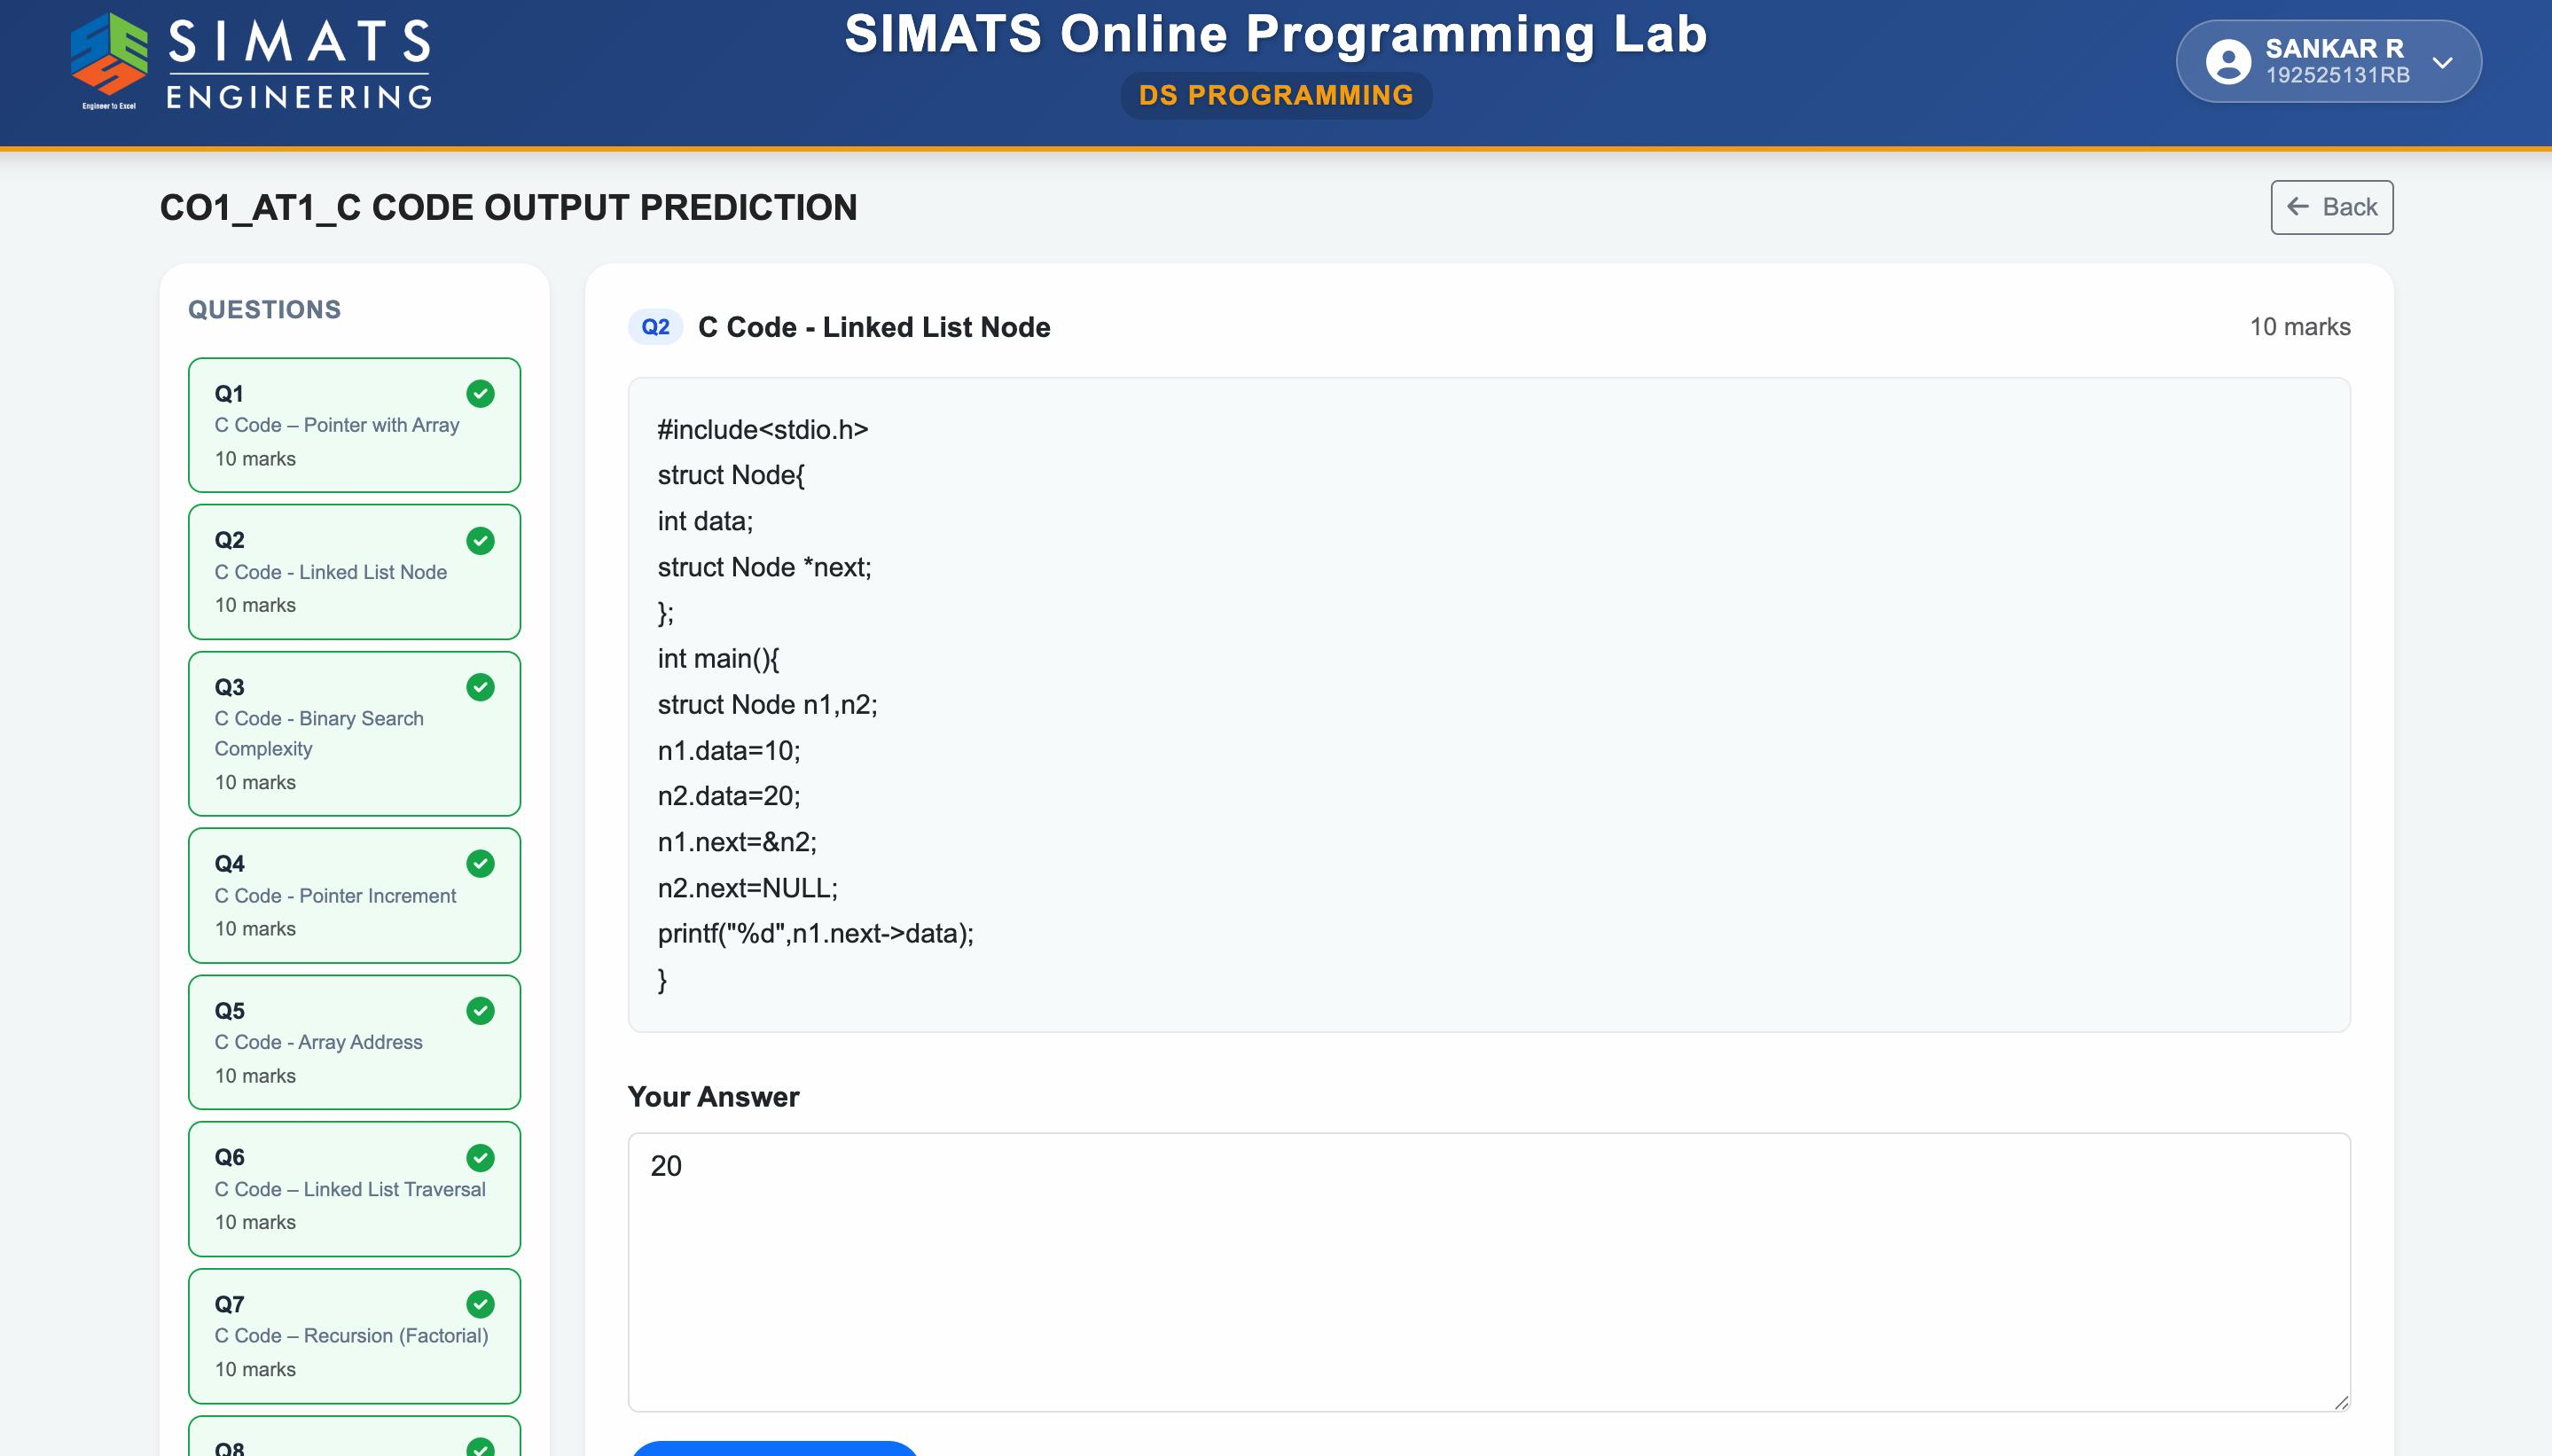 SIMATS
ENGINEERING
Engineer to Excel
SIMATS Online Programming Lab
DS PROGRAMMING
SANKAR R
192525131RB
CO1_AT1_C CODE OUTPUT PREDICTION
Back
QUESTIONS
Q1
C Code – Pointer with Array
10 marks
Q2
C Code - Linked List Node
10 marks
Q3
C Code - Binary Search
Complexity
10 marks
Q4
C Code - Pointer Increment
10 marks
Q5
C Code - Array Address
10 marks
Q6
C Code – Linked List Traversal
10 marks
Q7
C Code – Recursion (Factorial)
10 marks
Q8
Q2 C Code - Linked List Node
10 marks
#include<stdio.h>
struct Node{
int data;
struct Node *next;
};
int main(){
struct Node n1,n2;
n1.data=10;
n2.data=20;
n1.next=&n2;
n2.next=NULL;
printf("%d",n1.next->data);
}
Your Answer
20